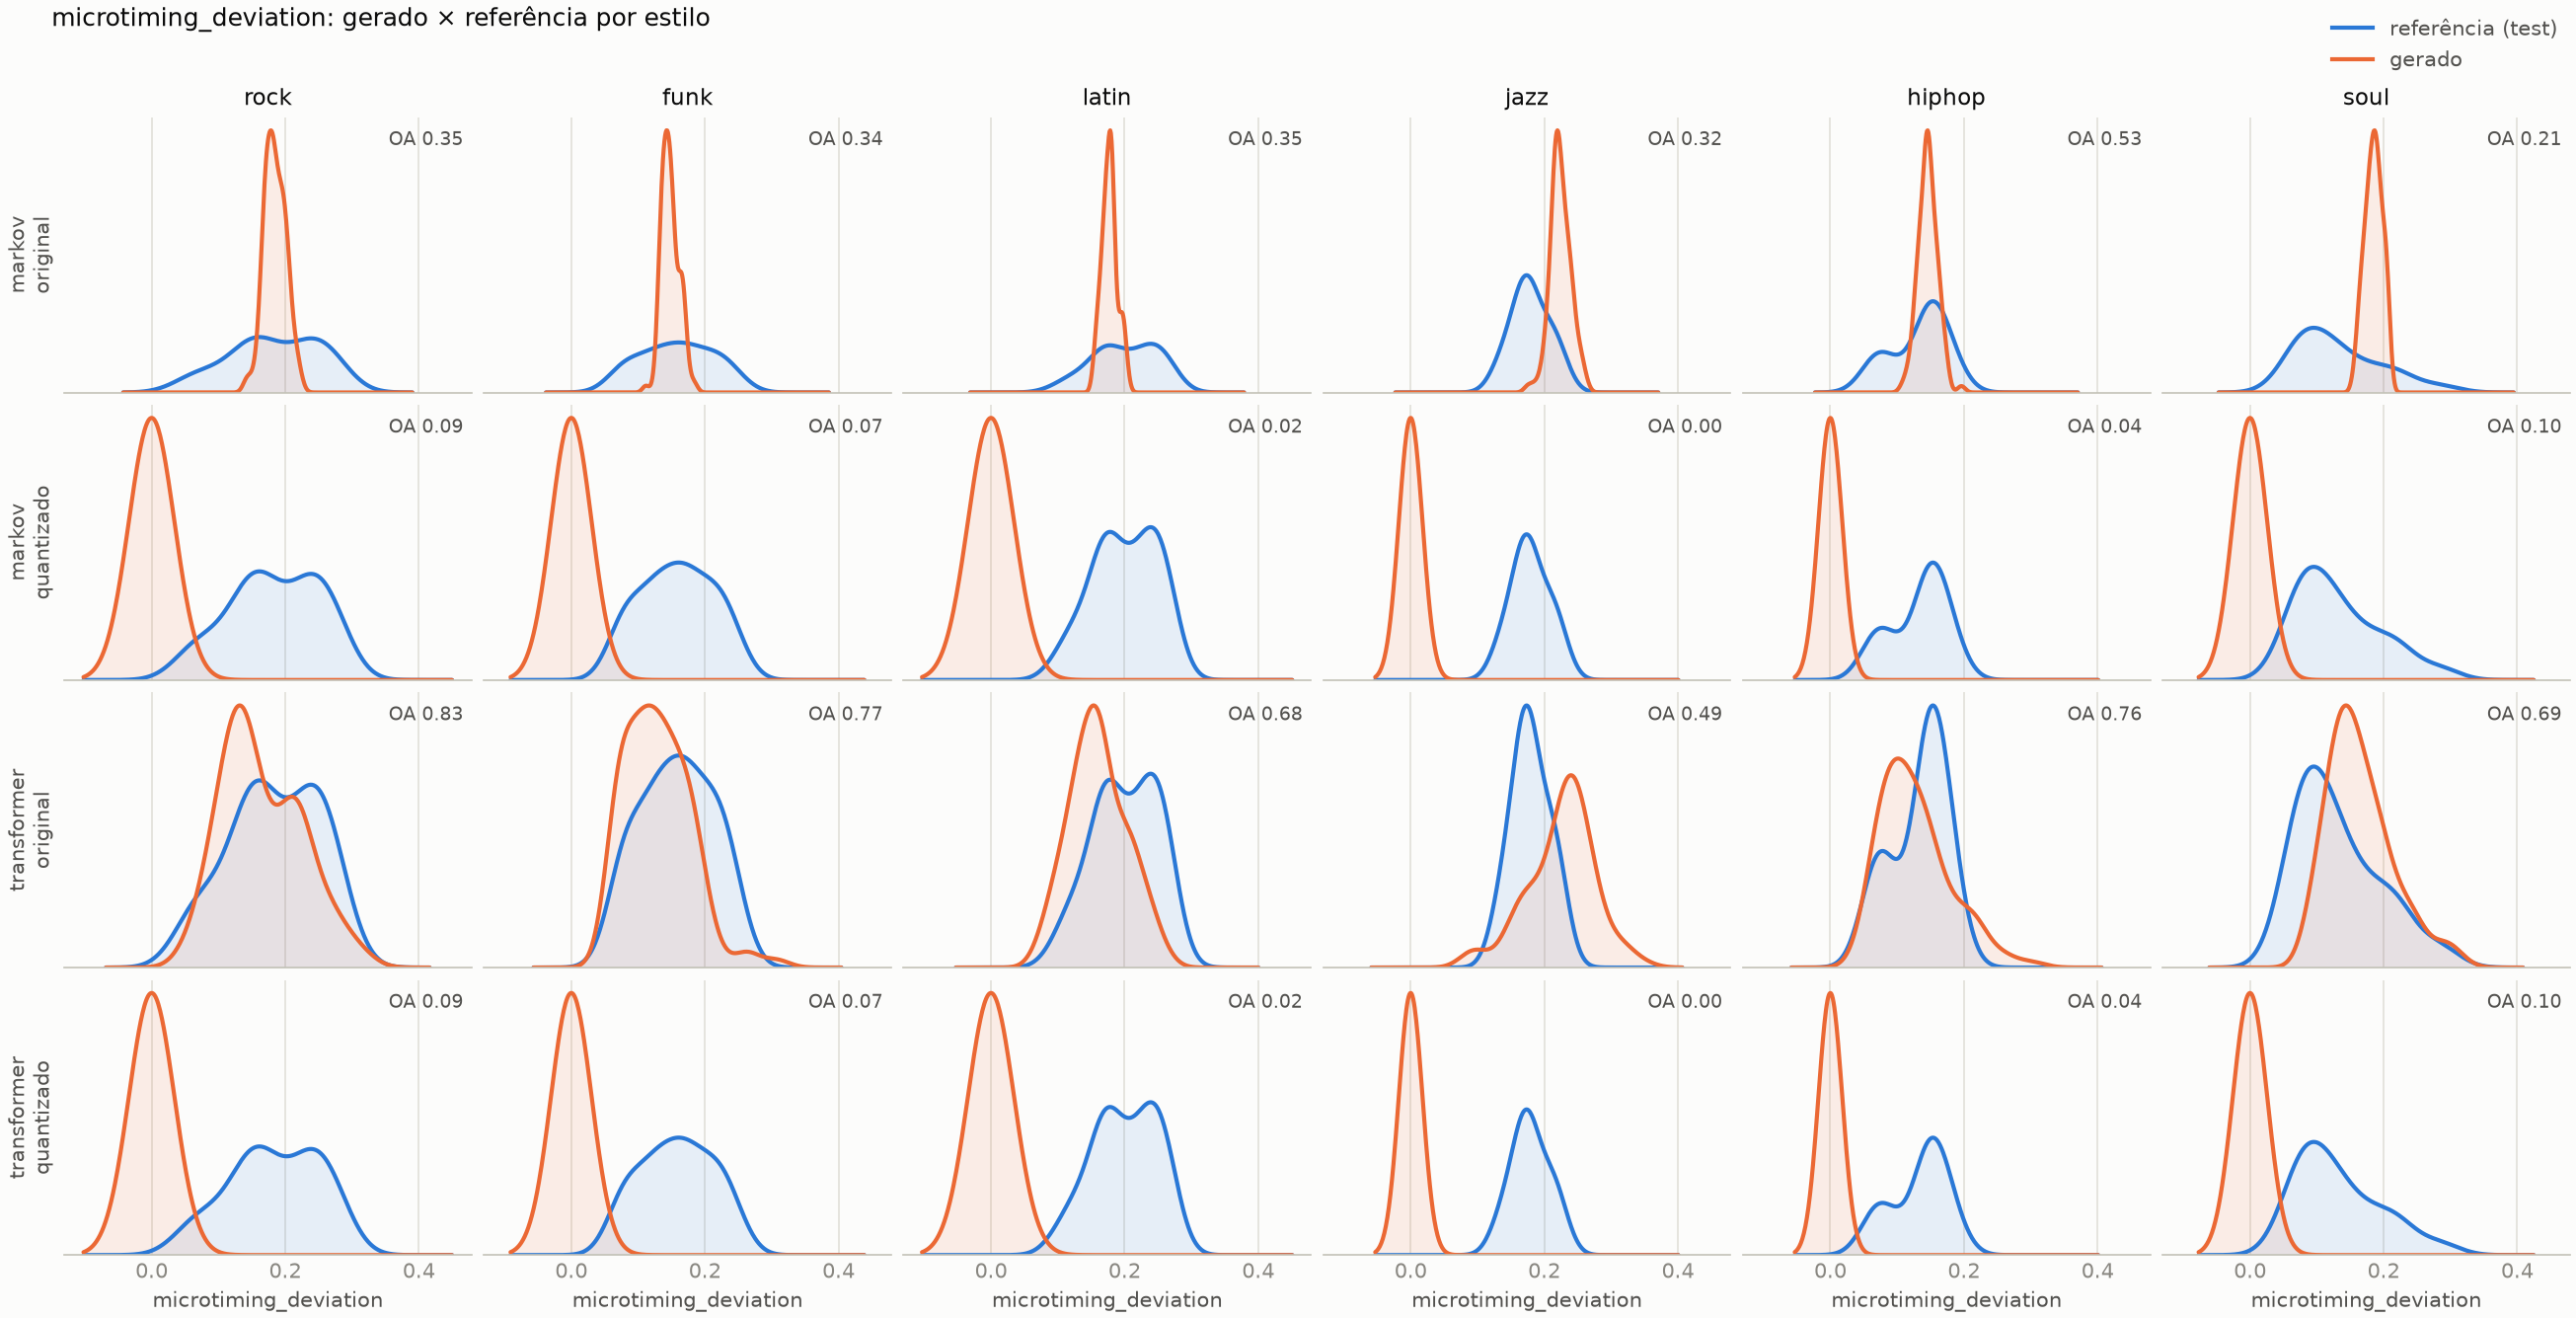 microtiming_deviation: gerado × referência por estilo
referência (test)
gerado
rock
funk
latin
jazz
hiphop
soul
markov
original
OA 0.35
OA 0.34
OA 0.35
OA 0.32
OA 0.53
OA 0.21
markov
quantizado
OA 0.09
OA 0.07
OA 0.02
OA 0.00
OA 0.04
OA 0.10
transformer
original
OA 0.83
OA 0.77
OA 0.68
OA 0.49
OA 0.76
OA 0.69
transformer
quantizado
OA 0.09
OA 0.07
OA 0.02
OA 0.00
OA 0.04
OA 0.10
0.0 0.2 0.4
0.0 0.2 0.4
0.0 0.2 0.4
0.0 0.2 0.4
0.0 0.2 0.4
0.0 0.2 0.4
microtiming_deviation
microtiming_deviation
microtiming_deviation
microtiming_deviation
microtiming_deviation
microtiming_deviation